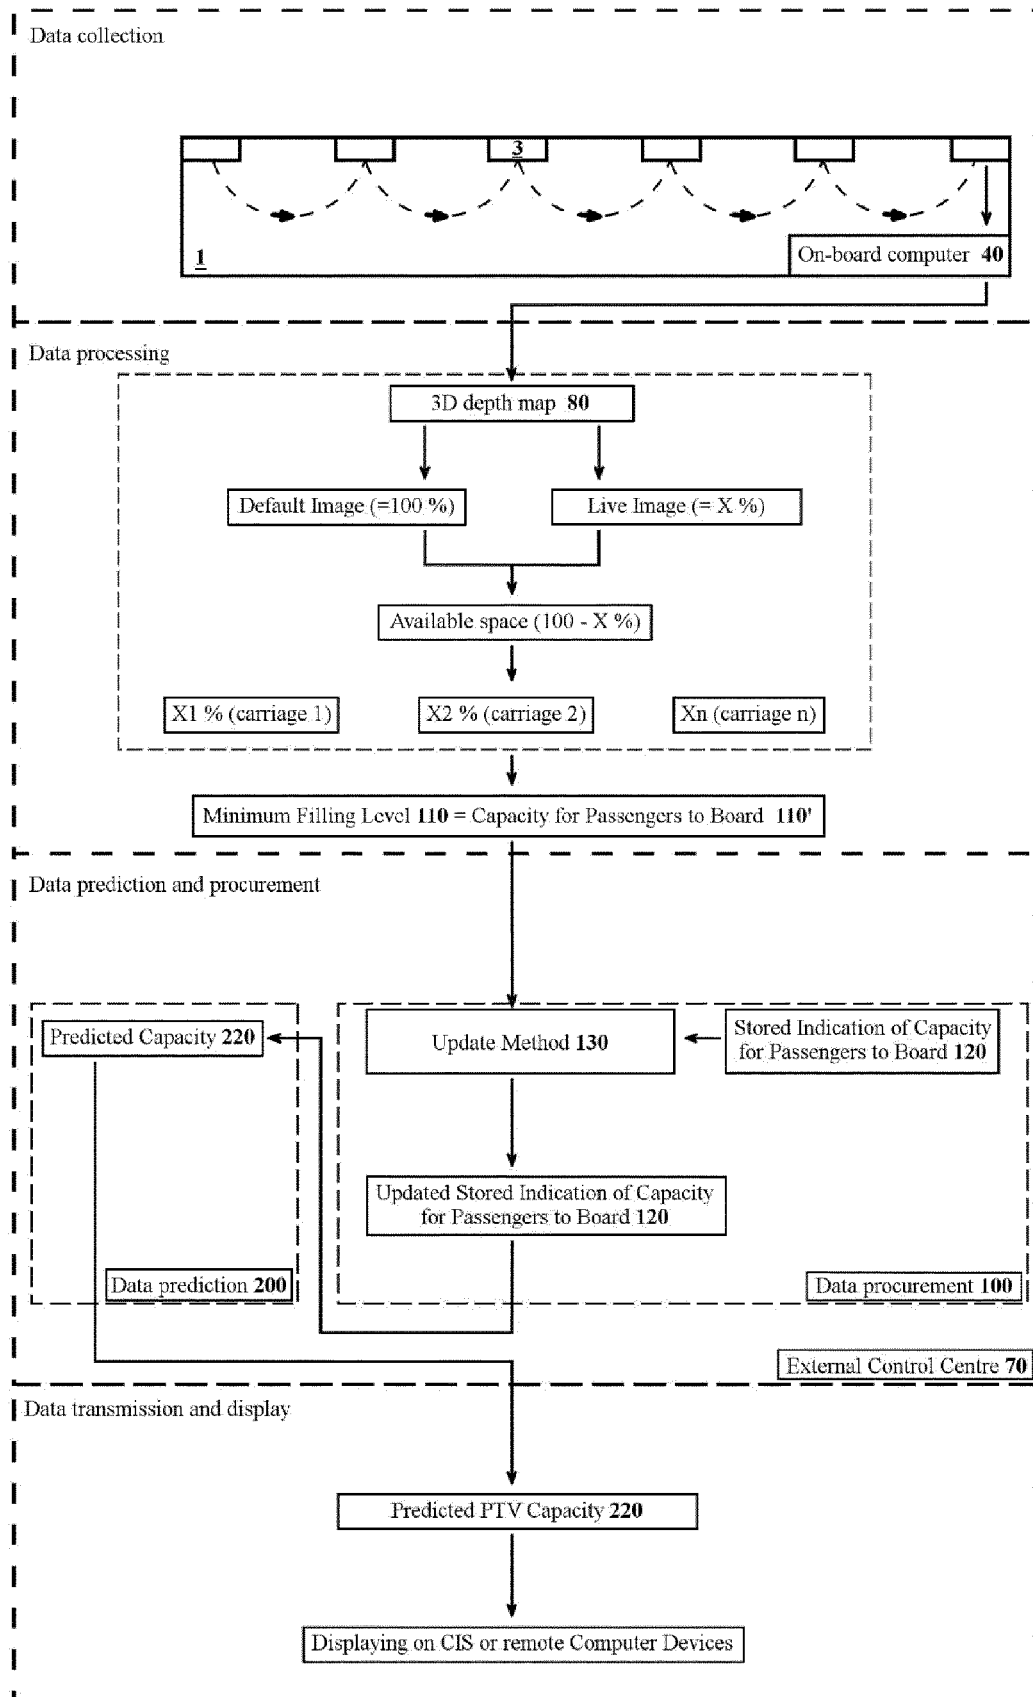 Data collection
3
1
On-board computer 40
Data processing
3D depth map 80
Default Image (=100 %)
Live Image (= X %)
Available space (100 - X %)
X1 % (carriage 1)
X2 % (carriage 2)
Xn (carriage n)
Minimum Filling Level 110 = Capacity for Passengers to Board 110'
Data prediction and procurement
Predicted Capacity 220
Update Method 130
Stored Indication of Capacity
for Passengers to Board 120
Updated Stored Indication of Capacity
for Passengers to Board 120
Data prediction 200
Data procurement 100
External Control Centre 70
Data transmission and display
Predicted PTV Capacity 220
Displaying on CIS or remote Computer Devices